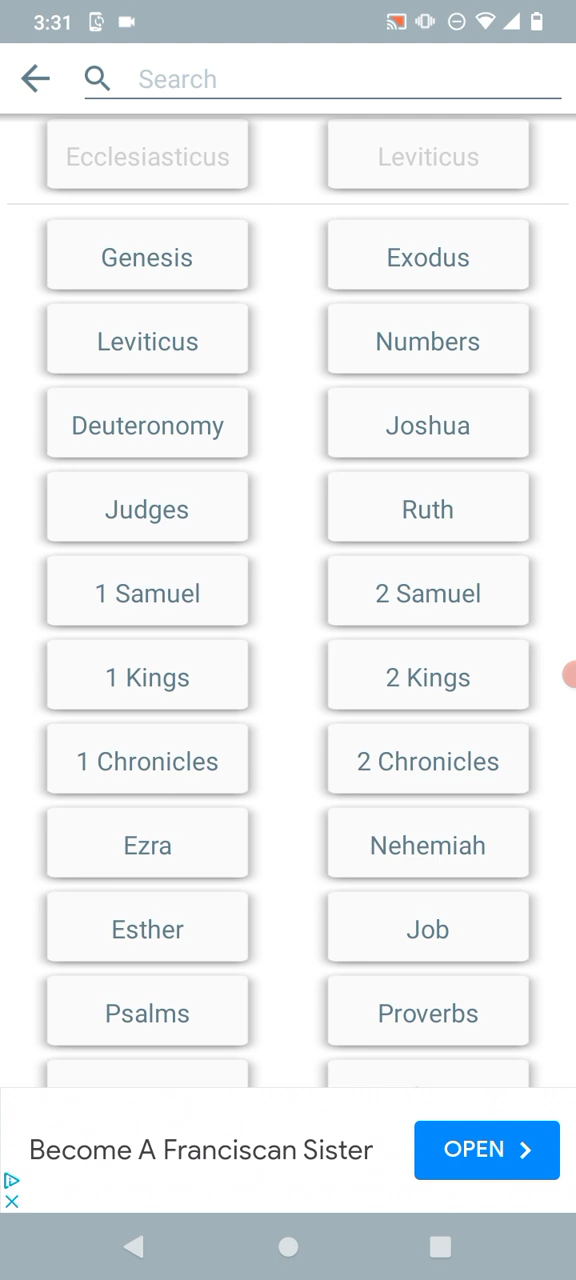 3:31
Search
Ecclesiasticus Leviticus
Genesis Exodus
Leviticus Numbers
Deuteronomy Joshua
Judges Ruth
1 Samuel 2 Samuel
1 Kings 2 Kings
1 Chronicles 2 Chronicles
Ezra Nehemiah
Esther Job
Psalms Proverbs
Become A Franciscan Sister OPEN